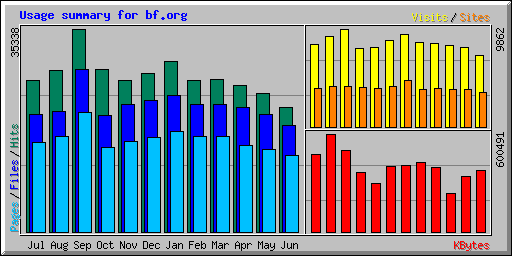 Usage summary for bf.org
Visits/Sites
35338
Pages/Files/Hits
9862
600491
Jul Aug Sep Oct Nov Dec Jan Feb Mar Apr May Jun
KBytes